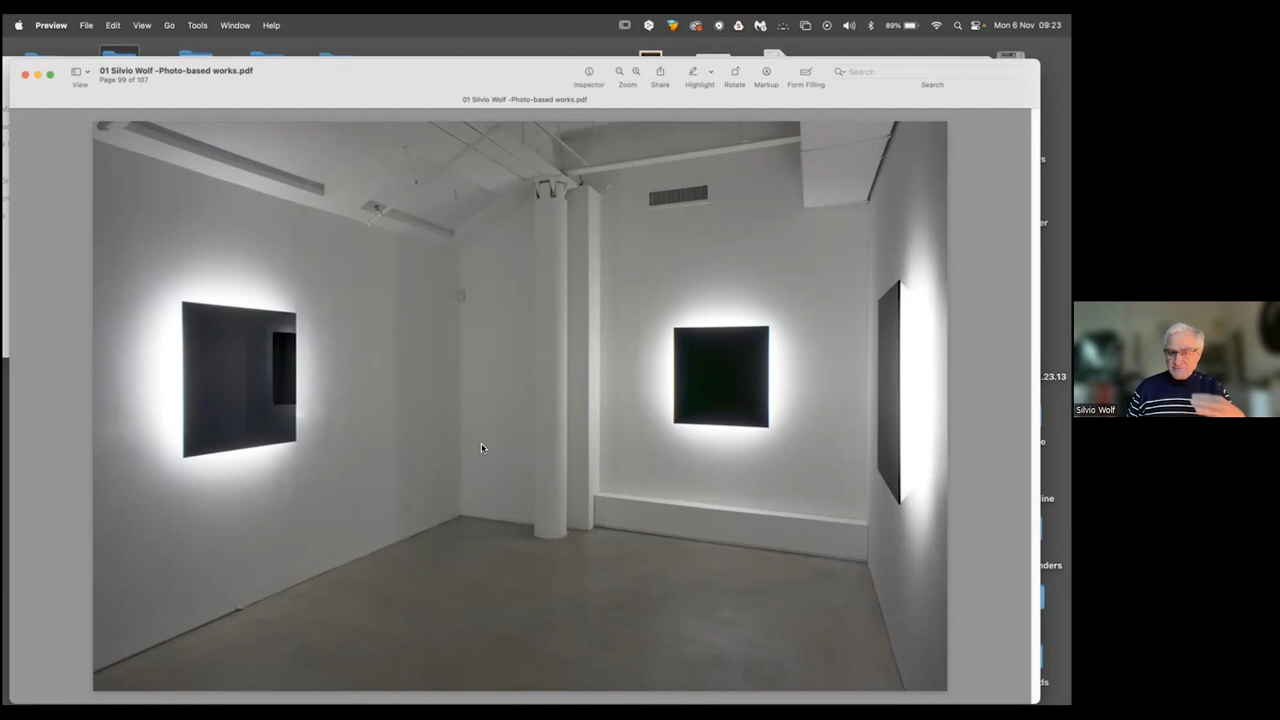 Preview File Edit View Go Tools Window Help 89% Mon 6 Nov 09:23
01 Silvio Wolf -Photo-based works.pdf
Page 99 of 107
Search
View Inspector Zoom Share Highlight Rotate Markup Form Filling Search
01 Silvio Wolf -Photo-based works.pdf
.23.13
Silvio Wolf